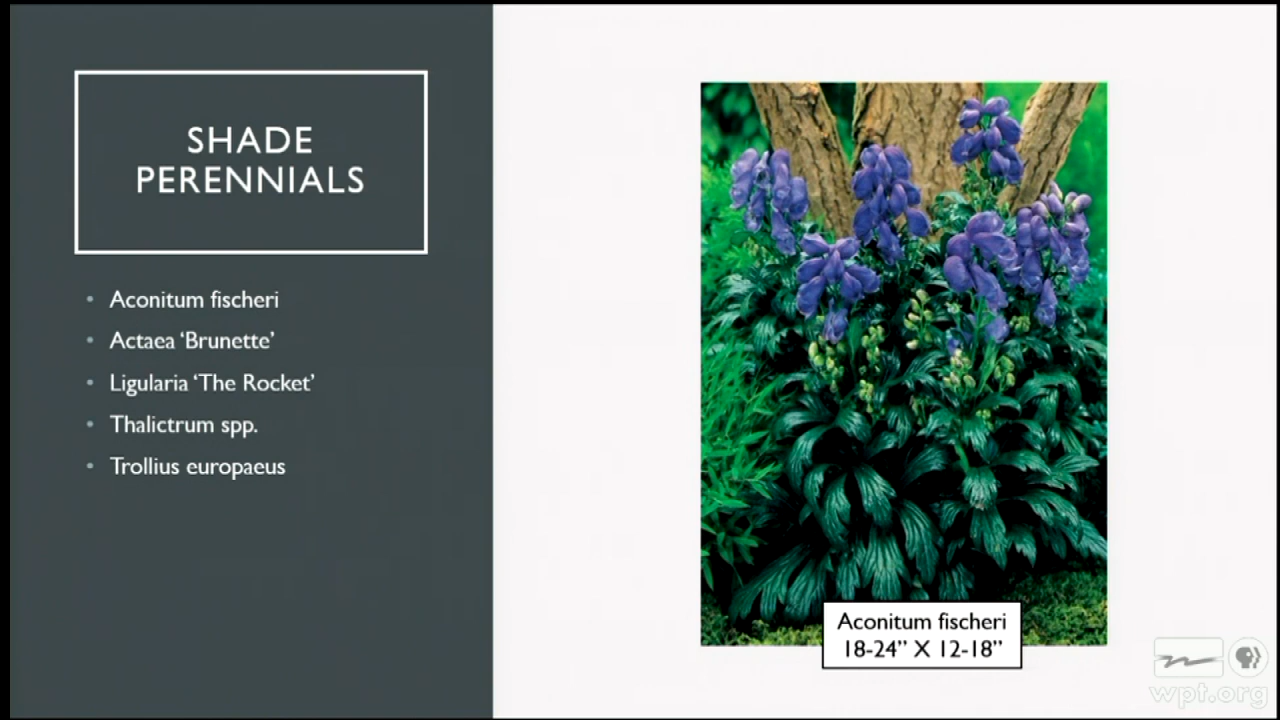 SHADE
PERENNIALS
• Aconitum fischeri
• Actaea ‘Brunette’
• Ligularia ‘The Rocket’
• Thalictrum spp.
• Trollius europaeus
Aconitum fischeri
18-24” X 12-18”
wpt.org